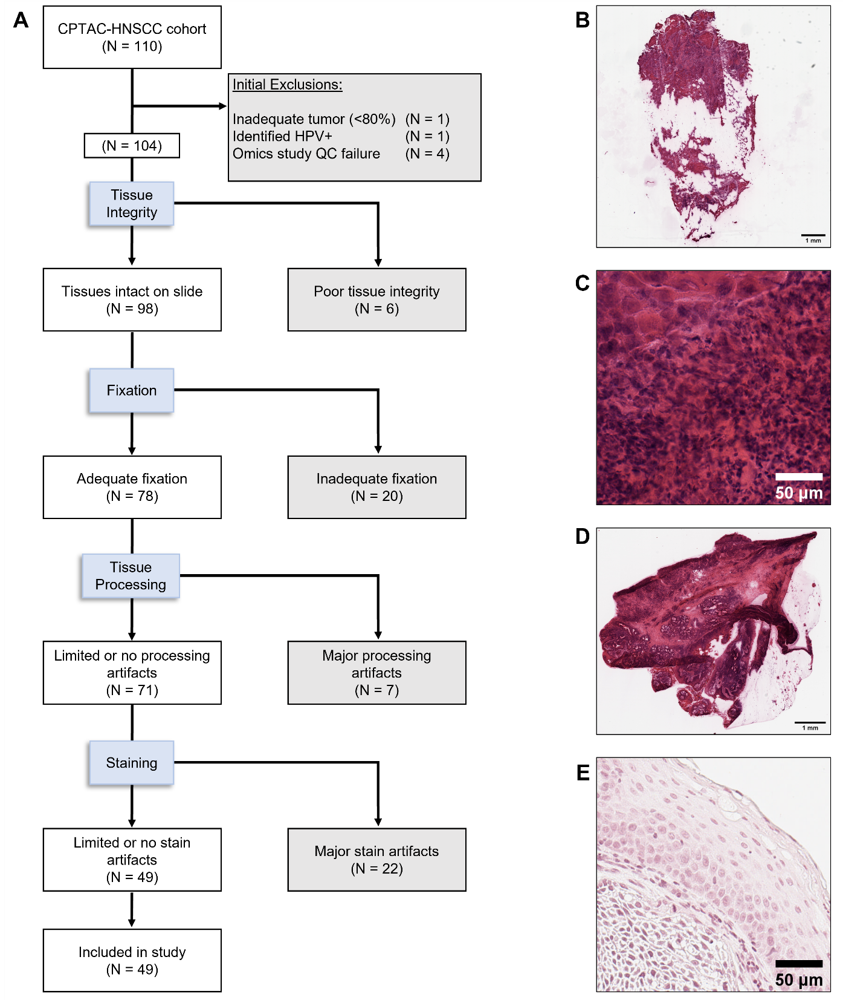 A
CPTAC-HNSCC cohort
(N = 110)
Initial Exclusions:
Inadequate tumor (<80%) (N = 1)
Identified HPV+ (N = 1)
Omics study QC failure (N = 4)
(N = 104)
Tissue
Integrity
Tissues intact on slide
(N = 98)
Poor tissue integrity
(N = 6)
Fixation
Adequate fixation
(N = 78)
Inadequate fixation
(N = 20)
Tissue
Processing
Limited or no processing
artifacts
(N = 71)
Major processing
artifacts
(N = 7)
Staining
Limited or no stain
artifacts
(N = 49)
Major stain artifacts
(N = 22)
Included in study
(N = 49)
B
1 mm
C
50 µm
D
1 mm
E
50 µm